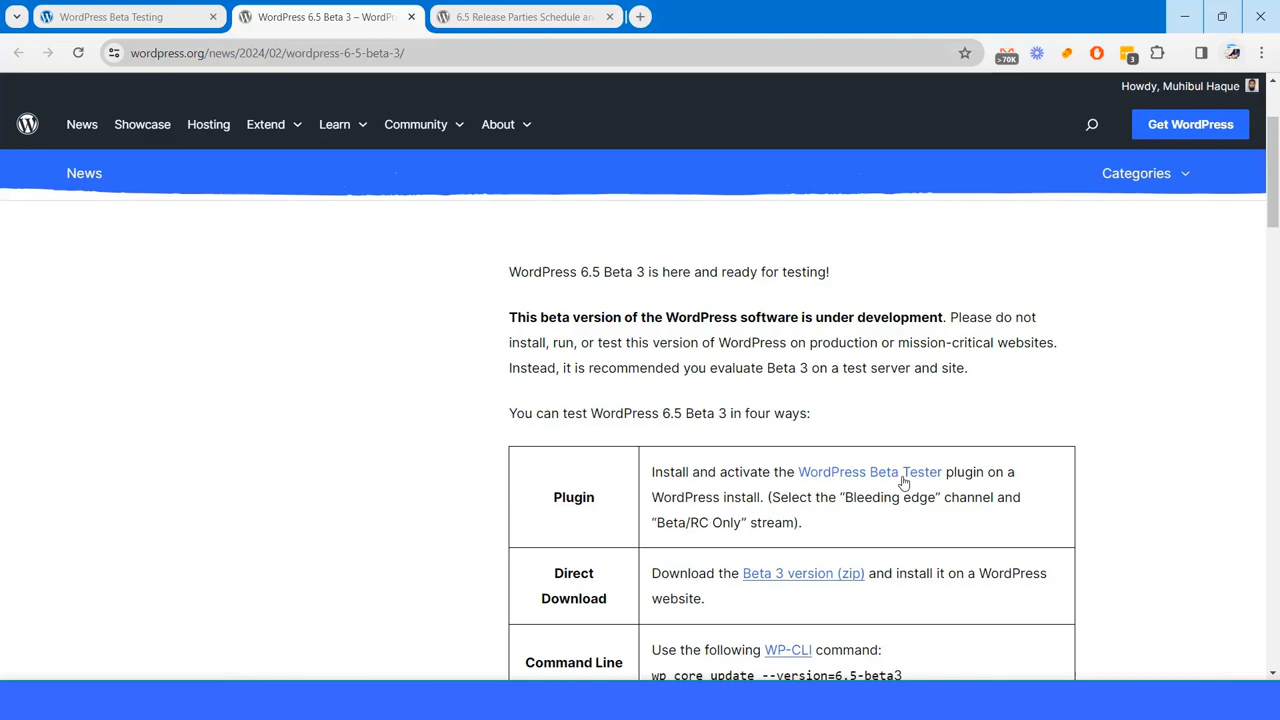 WordPress Beta Testing
WordPress 6.5 Beta 3 – WordPr
6.5 Release Parties Schedule an
wordpress.org/news/2024/02/wordpress-6-5-beta-3/
>70K
3
Howdy, Muhibul Haque
News Showcase Hosting Extend Learn Community About
Get WordPress
News
Categories
WordPress 6.5 Beta 3 is here and ready for testing!
This beta version of the WordPress software is under development. Please do not
install, run, or test this version of WordPress on production or mission-critical websites.
Instead, it is recommended you evaluate Beta 3 on a test server and site.
You can test WordPress 6.5 Beta 3 in four ways:
Plugin
Install and activate the WordPress Beta Tester plugin on a
WordPress install. (Select the “Bleeding edge” channel and
“Beta/RC Only” stream).
Direct
Download
Download the Beta 3 version (zip) and install it on a WordPress
website.
Command Line
Use the following WP-CLI command:
wp core update --version=6.5-beta3